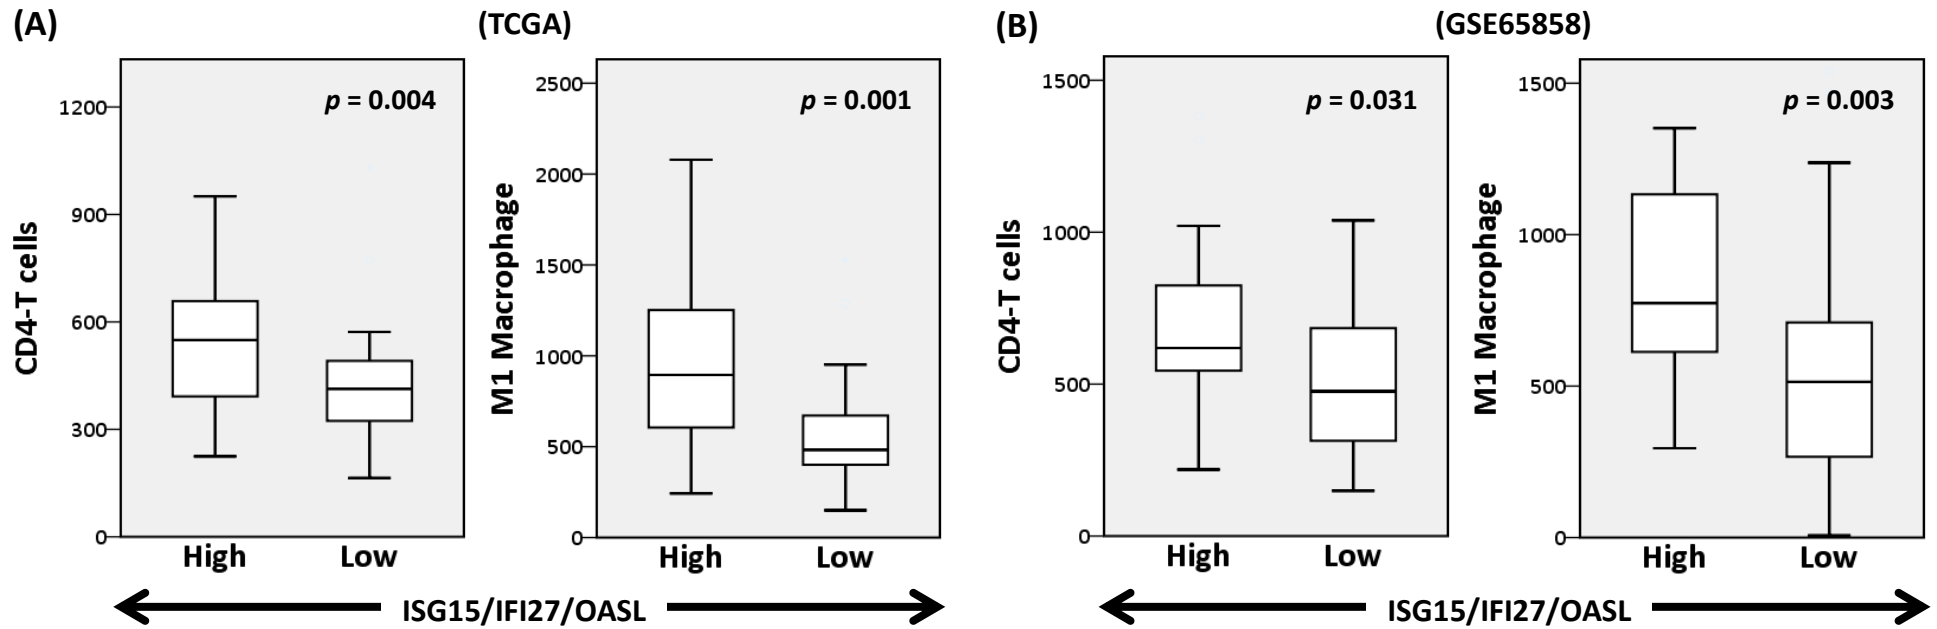 (A)
(TCGA)
CD4-T cells
1200
900
600
300
0
p = 0.004
High
Low
M1 Macrophage
2500
2000
1500
1000
500
0
p = 0.001
High
Low
ISG15/IFI27/OASL
(B)
(GSE65858)
CD4-T cells
1500
1000
500
0
p = 0.031
High
Low
M1 Macrophage
1500
1000
500
0
p = 0.003
High
Low
ISG15/IFI27/OASL